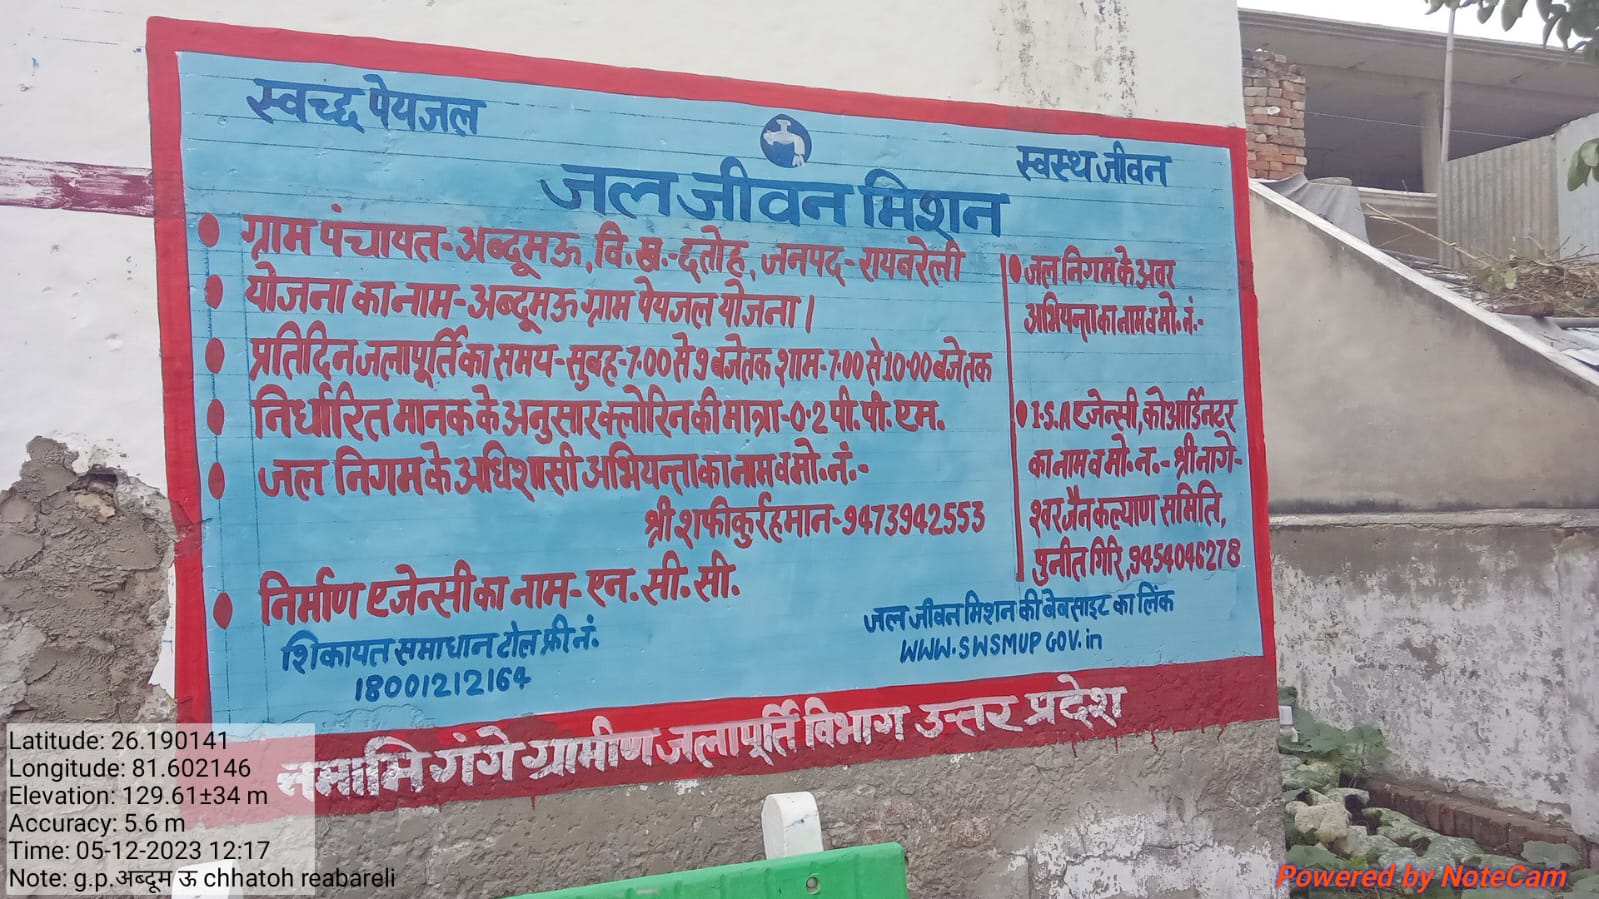 स्वच्छ पेयजल
स्वस्थ जीवन
जल जीवन मिशन
ग्राम पंचायत-अब्दूमऊ, वि.ख.-दतोह, जनपद-रायबरेली
योजना का नाम-अब्दूमऊ ग्राम पेयजल योजना।
प्रतिदिन जलापूर्ति का समय-सुबह-7.00 से 9 बजे तक शाम-7.00 से 10.00 बजे तक
निर्धारित मानक के अनुसार क्लोरिन की मात्रा-0.2 पी.पी.एम.
जल निगम के अधिशासी अभियन्ता का नाम व मो.नं.-
श्री शफीकुर्रहमान-9473942553
निर्माण एजेन्सी का नाम-एन.सी.सी.
जल निगम के अवर
अभियन्ता का नाम व मो.नं.-
I.S.A एजेन्सी, कोआर्डिनेटर
का नाम व मो.न.-श्री नागे-
श्वर जैन कल्याण समिति,
पुनीत गिरि, 9454046278
शिकायत समाधान टोल फ्री नं.
18001212164
जल जीवन मिशन की बेबसाइट का लिंक
WWW.SWSMUP GOV.in
नमामि गंगे ग्रामीण जलापूर्ति विभाग उत्तर प्रदेश
Latitude: 26.190141
Longitude: 81.602146
Elevation: 129.61±34 m
Accuracy: 5.6 m
Time: 05-12-2023 12:17
Note: g.p.अब्दूम ऊ chhatoh reabareli
Powered by NoteCam